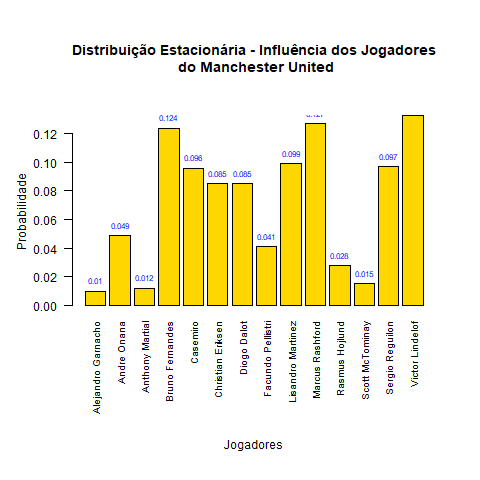 Distribuição Estacionária - Influência dos Jogadores
do Manchester United
Probabilidade
0.12
0.10
0.08
0.06
0.04
0.02
0.00
0.01
0.049
0.012
0.124
0.096
0.085
0.085
0.041
0.099
0.127
0.028
0.015
0.097
Alejandro Garnacho
Andre Onana
Anthony Martial
Bruno Fernandes
Casemiro
Christian Eriksen
Diogo Dalot
Facundo Pellistri
Lisandro Martinez
Marcus Rashford
Rasmus Hojlund
Scott McTominay
Sergio Reguilon
Victor Lindelof
Jogadores